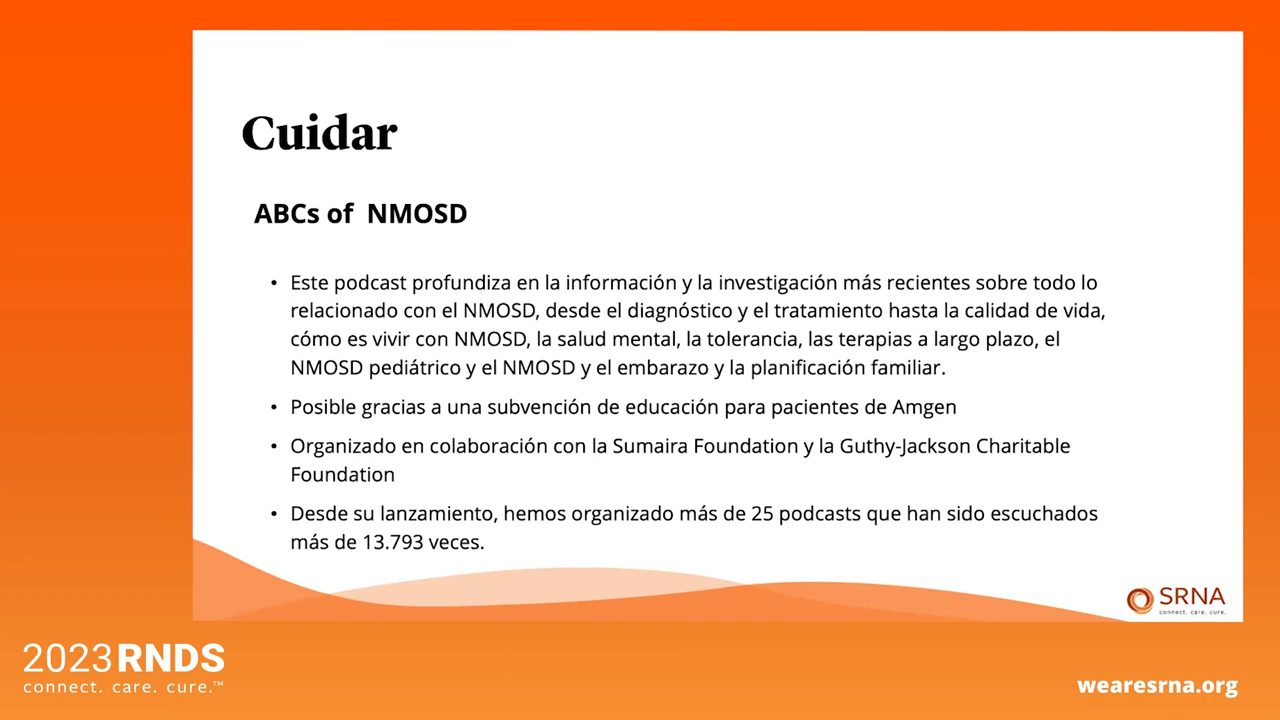 Cuidar
ABCs of NMOSD
• Este podcast profundiza en la información y la investigación más recientes sobre todo lo
relacionado con el NMOSD, desde el diagnóstico y el tratamiento hasta la calidad de vida,
cómo es vivir con NMOSD, la salud mental, la tolerancia, las terapias a largo plazo, el
NMOSD pediátrico y el NMOSD y el embarazo y la planificación familiar.
• Posible gracias a una subvención de educación para pacientes de Amgen
• Organizado en colaboración con la Sumaira Foundation y la Guthy-Jackson Charitable
Foundation
• Desde su lanzamiento, hemos organizado más de 25 podcasts que han sido escuchados
más de 13.793 veces.
SRNA
connect. care. cure.
2023 RNDS
connect. care. cure.™
wearesrna.org